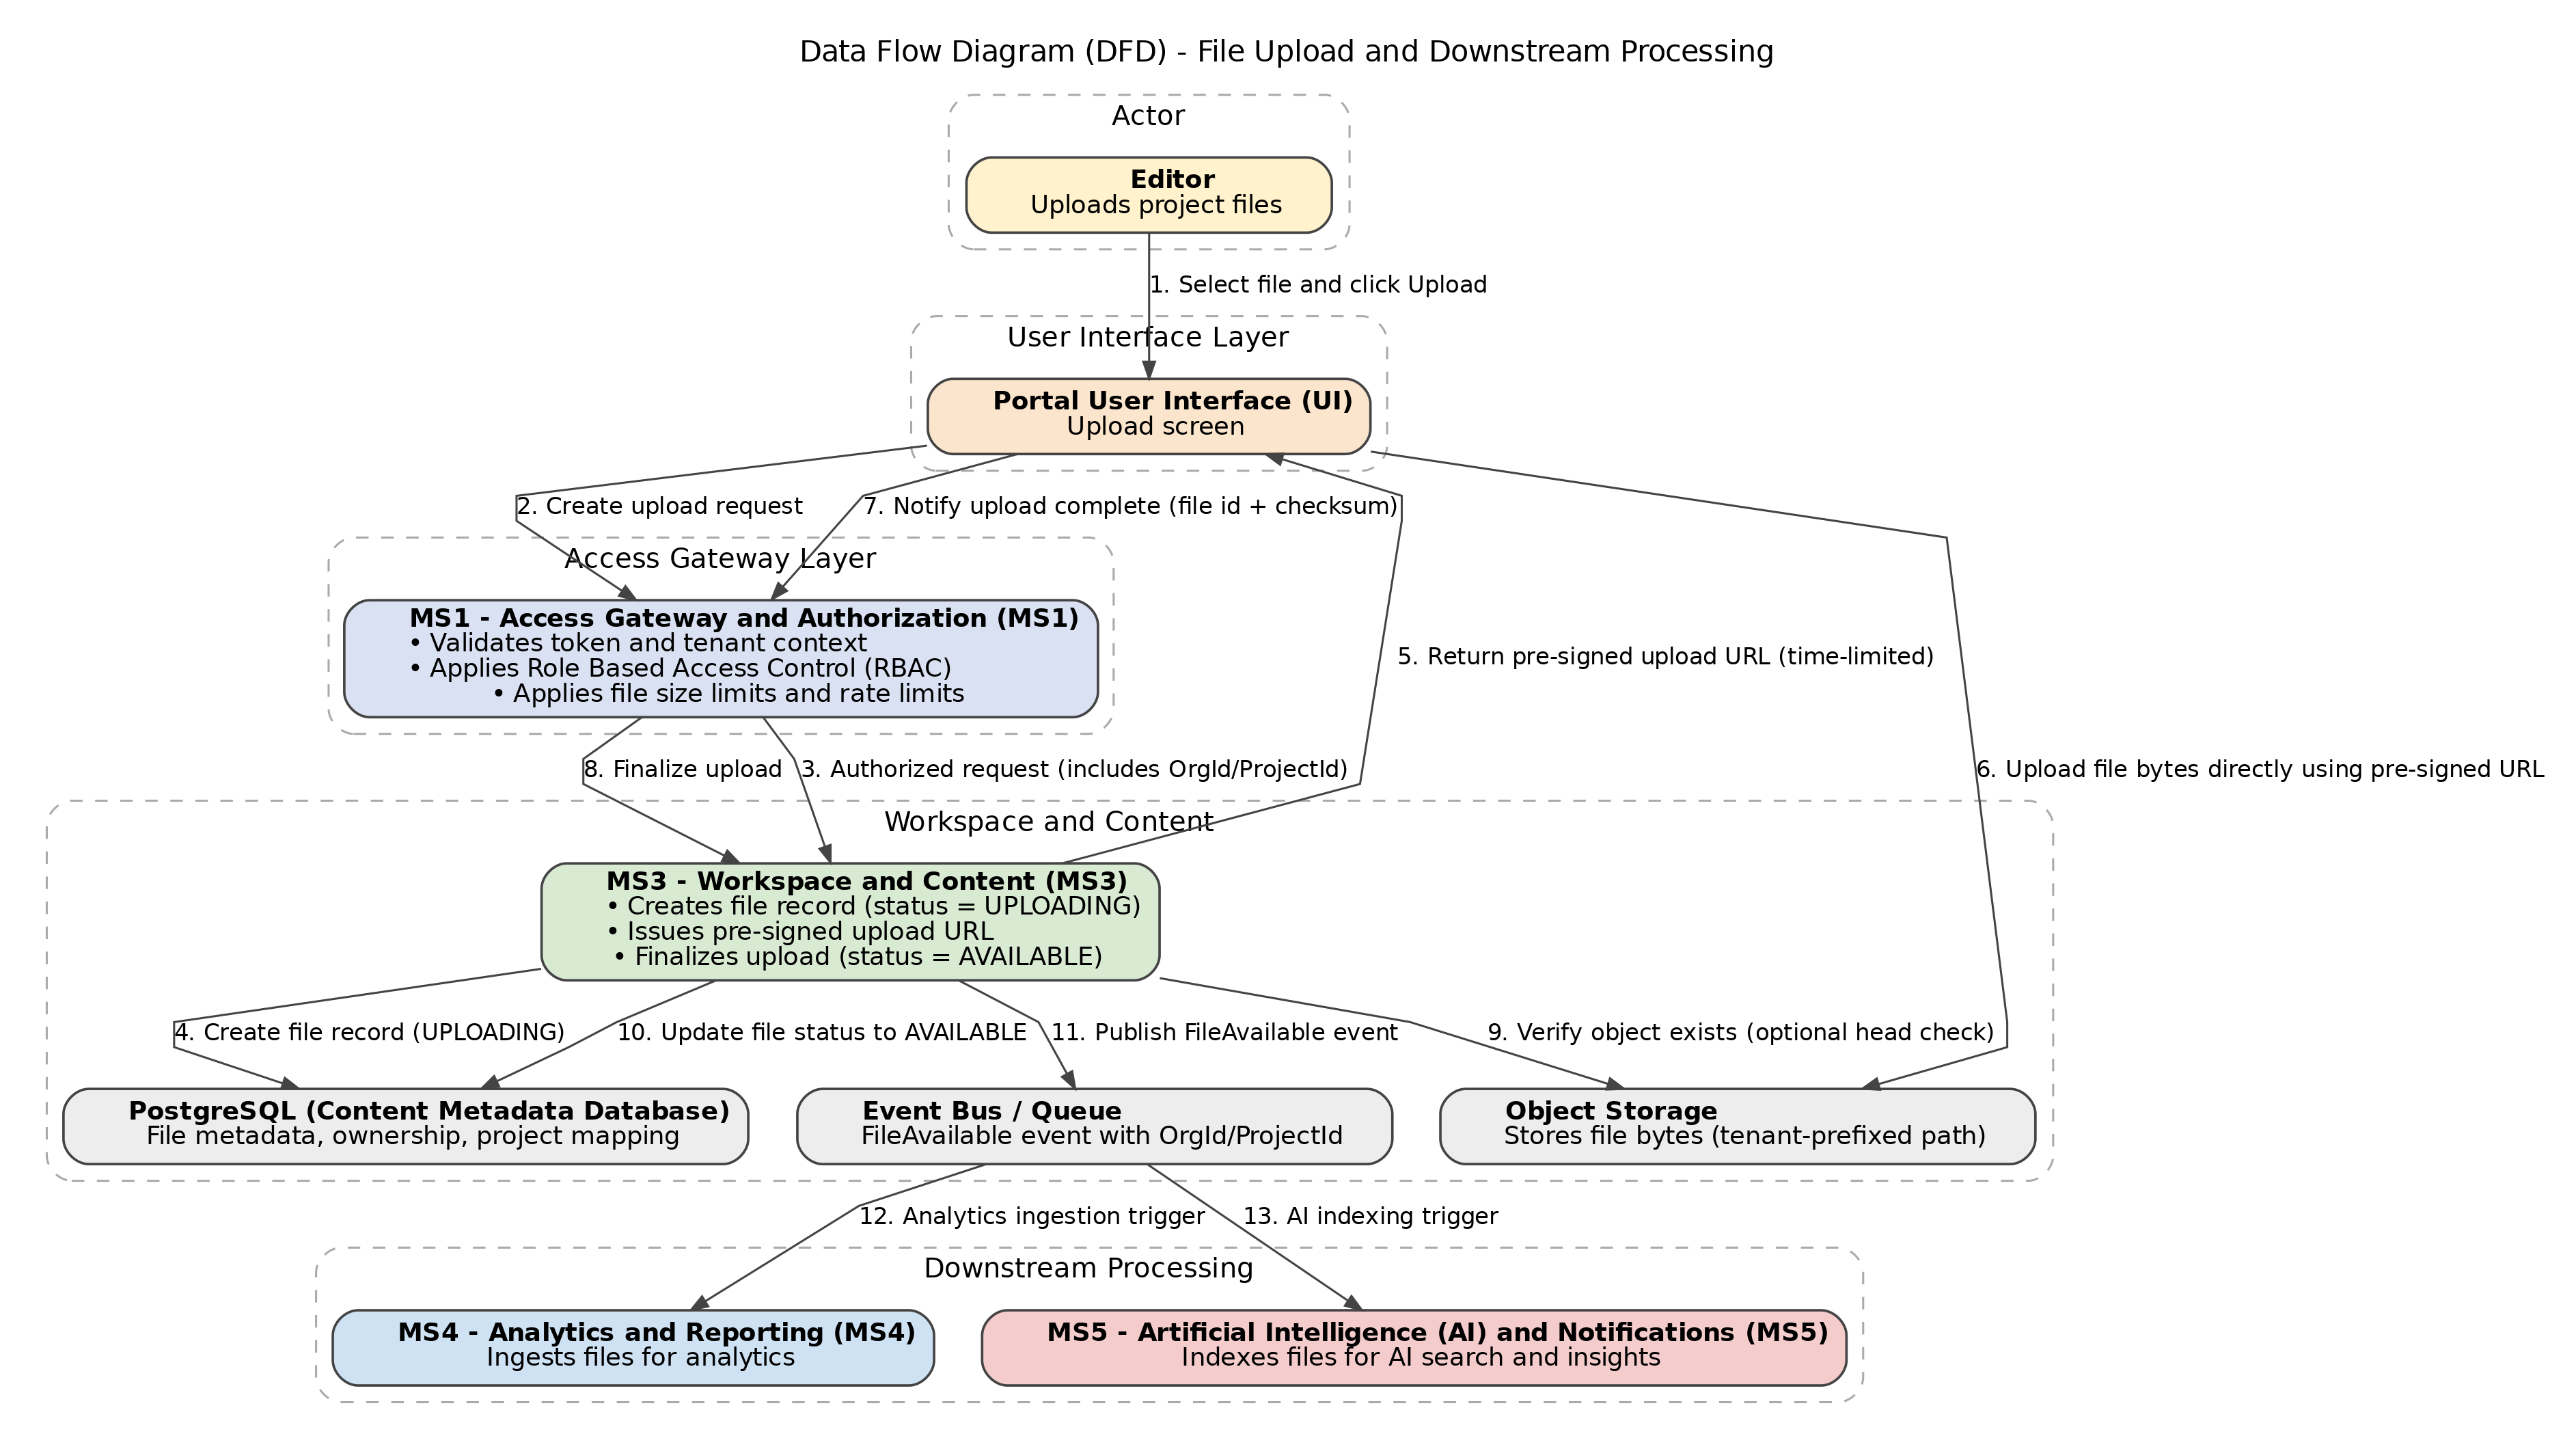 Data Flow Diagram (DFD) - File Upload and Downstream Processing
Actor
Editor
Uploads project files
1. Select file and click Upload
User Interface Layer
Portal User Interface (UI)
Upload screen
2. Create upload request
7. Notify upload complete (file id + checksum)
Access Gateway Layer
MS1 - Access Gateway and Authorization (MS1)
• Validates token and tenant context
• Applies Role Based Access Control (RBAC)
• Applies file size limits and rate limits
5. Return pre-signed upload URL (time-limited)
8. Finalize upload
3. Authorized request (includes OrgId/ProjectId)
6. Upload file bytes directly using pre-signed URL
Workspace and Content
MS3 - Workspace and Content (MS3)
• Creates file record (status = UPLOADING)
• Issues pre-signed upload URL
• Finalizes upload (status = AVAILABLE)
4. Create file record (UPLOADING)
10. Update file status to AVAILABLE
11. Publish FileAvailable event
9. Verify object exists (optional head check)
PostgreSQL (Content Metadata Database)
File metadata, ownership, project mapping
Event Bus / Queue
FileAvailable event with OrgId/ProjectId
Object Storage
Stores file bytes (tenant-prefixed path)
12. Analytics ingestion trigger
13. AI indexing trigger
Downstream Processing
MS4 - Analytics and Reporting (MS4)
Ingests files for analytics
MS5 - Artificial Intelligence (AI) and Notifications (MS5)
Indexes files for AI search and insights